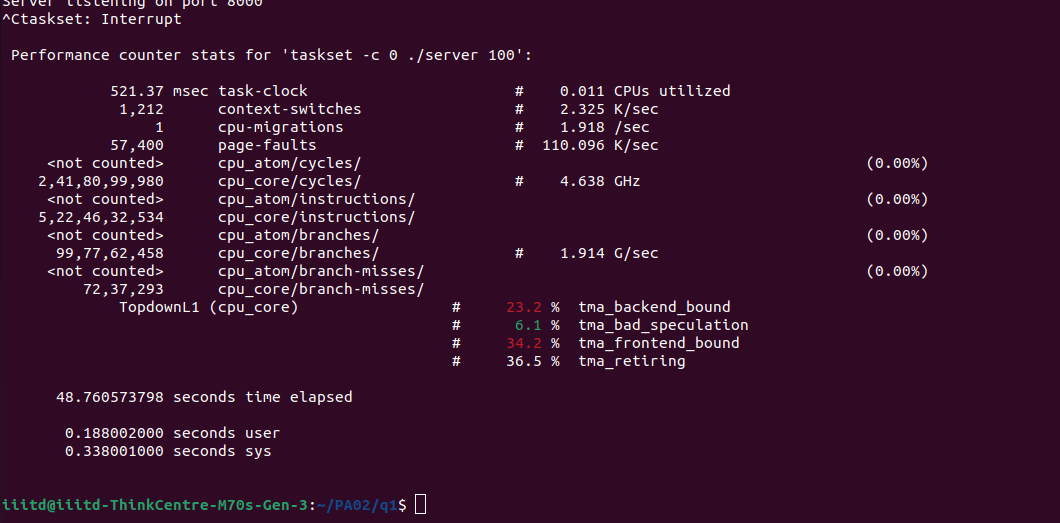 Server listening on port 8000
^Ctaskset: Interrupt
Performance counter stats for 'taskset -c 0 ./server 100':
521.37 msec task-clock # 0.011 CPUs utilized
1,212 context-switches # 2.325 K/sec
1 cpu-migrations # 1.918 /sec
57,400 page-faults # 110.096 K/sec
<not counted> cpu_atom/cycles/ (0.00%)
2,41,80,99,980 cpu_core/cycles/ # 4.638 GHz
<not counted> cpu_atom/instructions/ (0.00%)
5,22,46,32,534 cpu_core/instructions/
<not counted> cpu_atom/branches/ (0.00%)
99,77,62,458 cpu_core/branches/ # 1.914 G/sec
<not counted> cpu_atom/branch-misses/ (0.00%)
72,37,293 cpu_core/branch-misses/
TopdownL1 (cpu_core) # 23.2 % tma_backend_bound
# 6.1 % tma_bad_speculation
# 34.2 % tma_frontend_bound
# 36.5 % tma_retiring
48.760573798 seconds time elapsed
0.188002000 seconds user
0.338001000 seconds sys
iiitd@iiitd-ThinkCentre-M70s-Gen-3:~/PA02/q1$